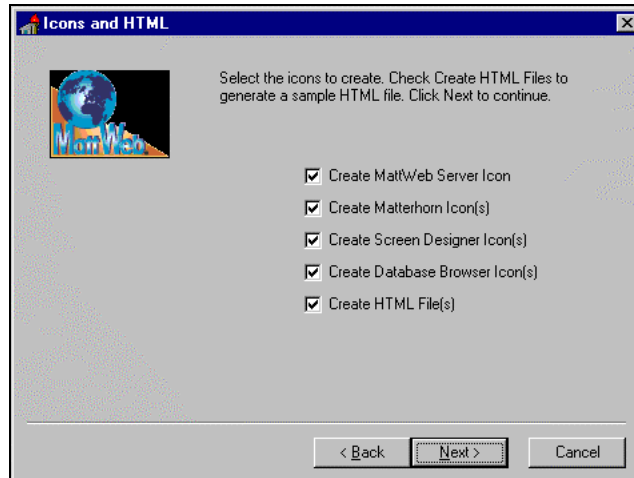 Icons and HTML
MattWeb
Select the icons to create. Check Create HTML Files to
generate a sample HTML file. Click Next to continue.
Create MattWeb Server Icon
Create Matterhorn Icon(s)
Create Screen Designer Icon(s)
Create Database Browser Icon(s)
Create HTML File(s)
< Back
Next >
Cancel